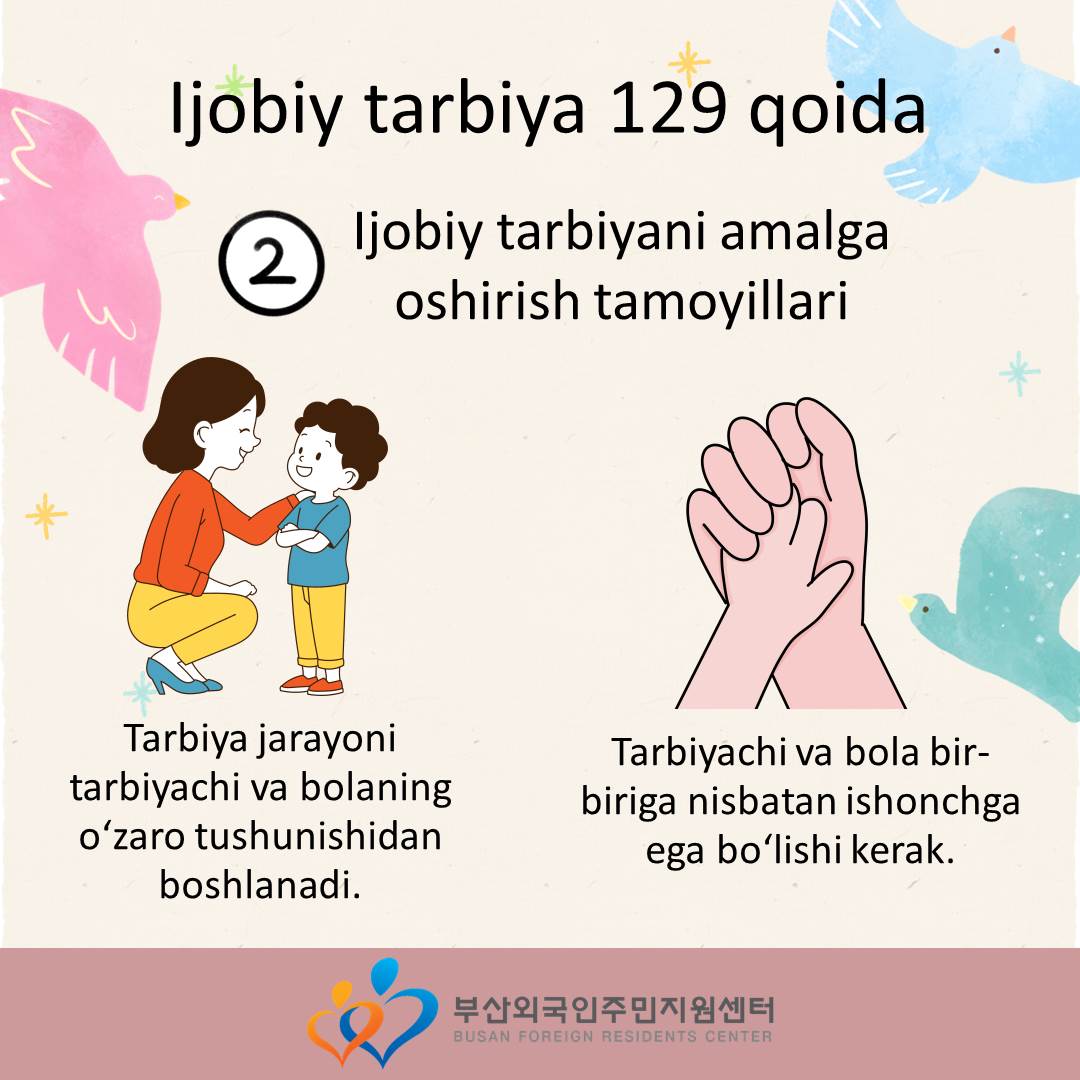 Ijobiy tarbiya 129 qoida
2
Ijobiy tarbiyani amalga
oshirish tamoyillari
Tarbiya jarayoni
tarbiyachi va bolaning
o‘zaro tushunishidan
boshlanadi.
Tarbiyachi va bola bir-
biriga nisbatan ishonchga
ega bo‘lishi kerak.
부산외국인주민지원센터
BUSAN FOREIGN RESIDENTS CENTER